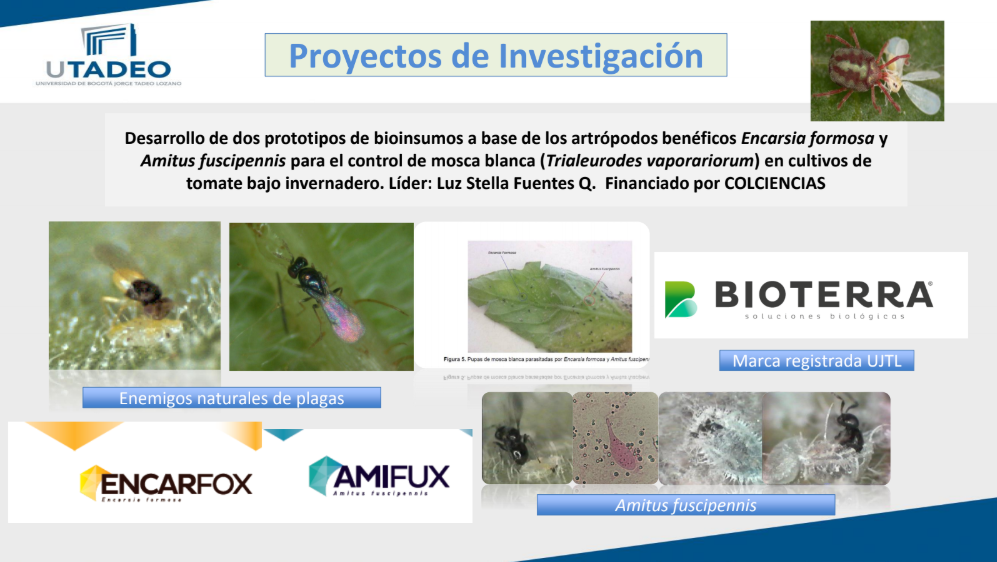 UTADEO
UNIVERSIDAD DE BOGOTÁ JORGE TADEO LOZANO
Proyectos de Investigación
Desarrollo de dos prototipos de bioinsumos a base de los artrópodos benéficos Encarsia formosa y
Amitus fuscipennis para el control de mosca blanca (Trialeurodes vaporariorum) en cultivos de
tomate bajo invernadero. Líder: Luz Stella Fuentes Q. Financiado por COLCIENCIAS
Encarsia formosa
Amitus fuscipennis
Figura 5. Pupas de mosca blanca parasitadas por Encarsia formosa y Amitus fuscipen
BIOTERRA®
soluciones biológicas
Marca registrada UJTL
Enemigos naturales de plagas
ENCARFOX
Encarsia formosa
AMIFUX
Amitus fuscipennis
Amitus fuscipennis